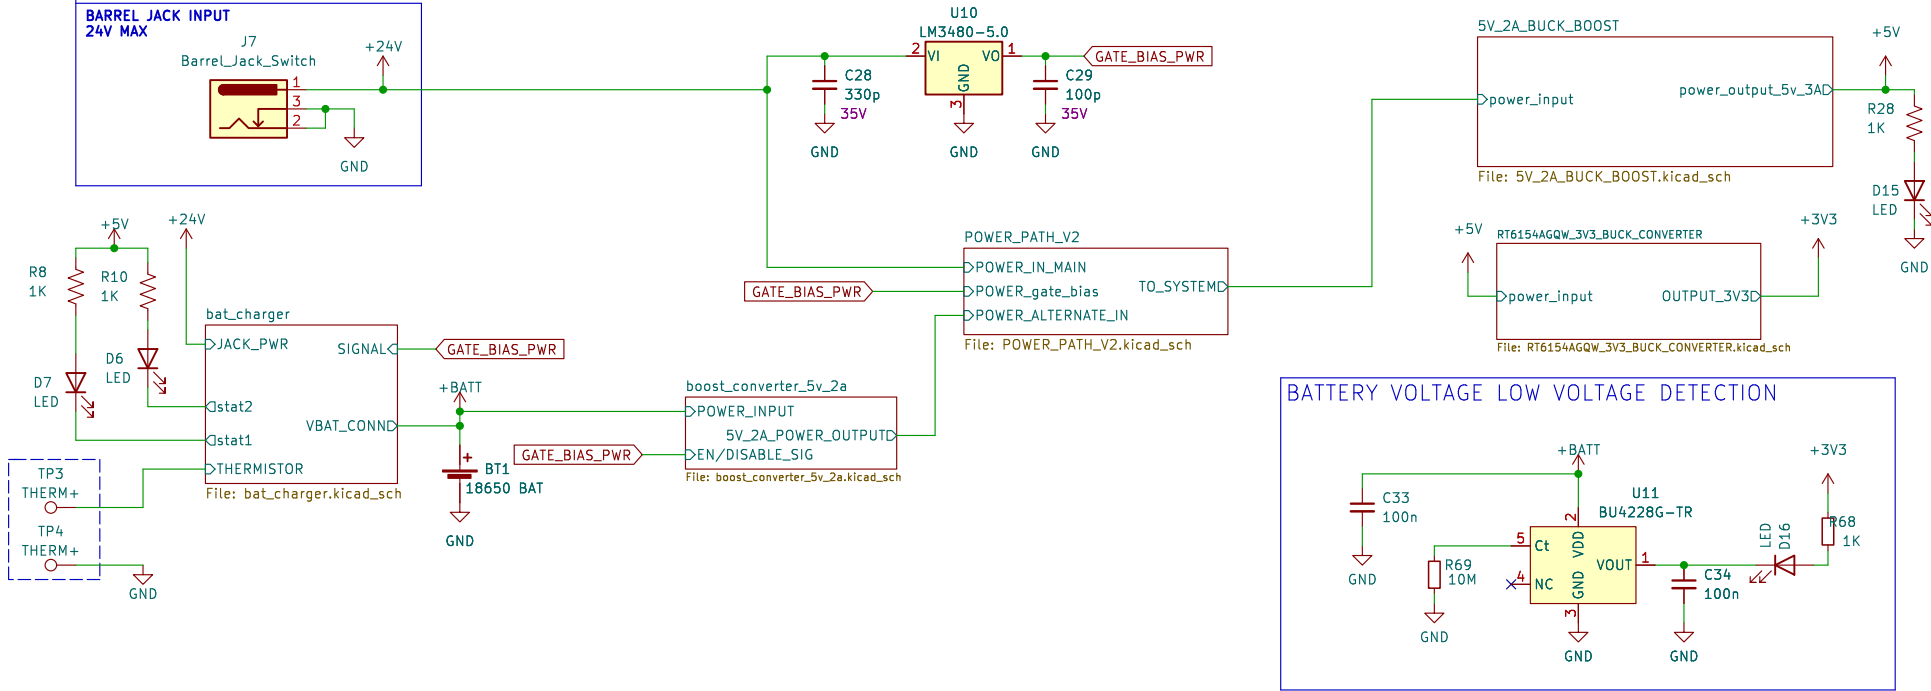 BARREL JACK INPUT
24V MAX
J7
Barrel_Jack_Switch
+24V
1
3
2
GND
U10
LM3480-5.0
2
VI
VO
1
GND
3
GATE_BIAS_PWR
C28
330p
35V
C29
100p
35V
GND
GND
GND
5V_2A_BUCK_BOOST
power_input
power_output_5v_3A
File: 5V_2A_BUCK_BOOST.kicad_sch
+5V
R28
1K
D15
LED
GND
+5V
+24V
R8
1K
R10
1K
D6
LED
D7
LED
bat_charger
JACK_PWR
SIGNAL
stat2
VBAT_CONN
stat1
THERMISTOR
File: bat_charger.kicad_sch
GATE_BIAS_PWR
TP3
THERM+
TP4
THERM+
GND
+BATT
BT1
18650 BAT
+
GND
GATE_BIAS_PWR
boost_converter_5v_2a
POWER_INPUT
5V_2A_POWER_OUTPUT
EN/DISABLE_SIG
File: boost_converter_5v_2a.kicad_sch
GATE_BIAS_PWR
POWER_PATH_V2
POWER_IN_MAIN
POWER_gate_bias
TO_SYSTEM
POWER_ALTERNATE_IN
File: POWER_PATH_V2.kicad_sch
+5V
RT6154AGQW_3V3_BUCK_CONVERTER
power_input
OUTPUT_3V3
File: RT6154AGQW_3V3_BUCK_CONVERTER.kicad_sch
+3V3
BATTERY VOLTAGE LOW VOLTAGE DETECTION
+BATT
C33
100n
GND
U11
BU4228G-TR
2
5
Ct
VDD
VOUT
1
4
NC
GND
3
R69
10M
GND
GND
C34
100n
GND
LED
D16
+3V3
R68
1K